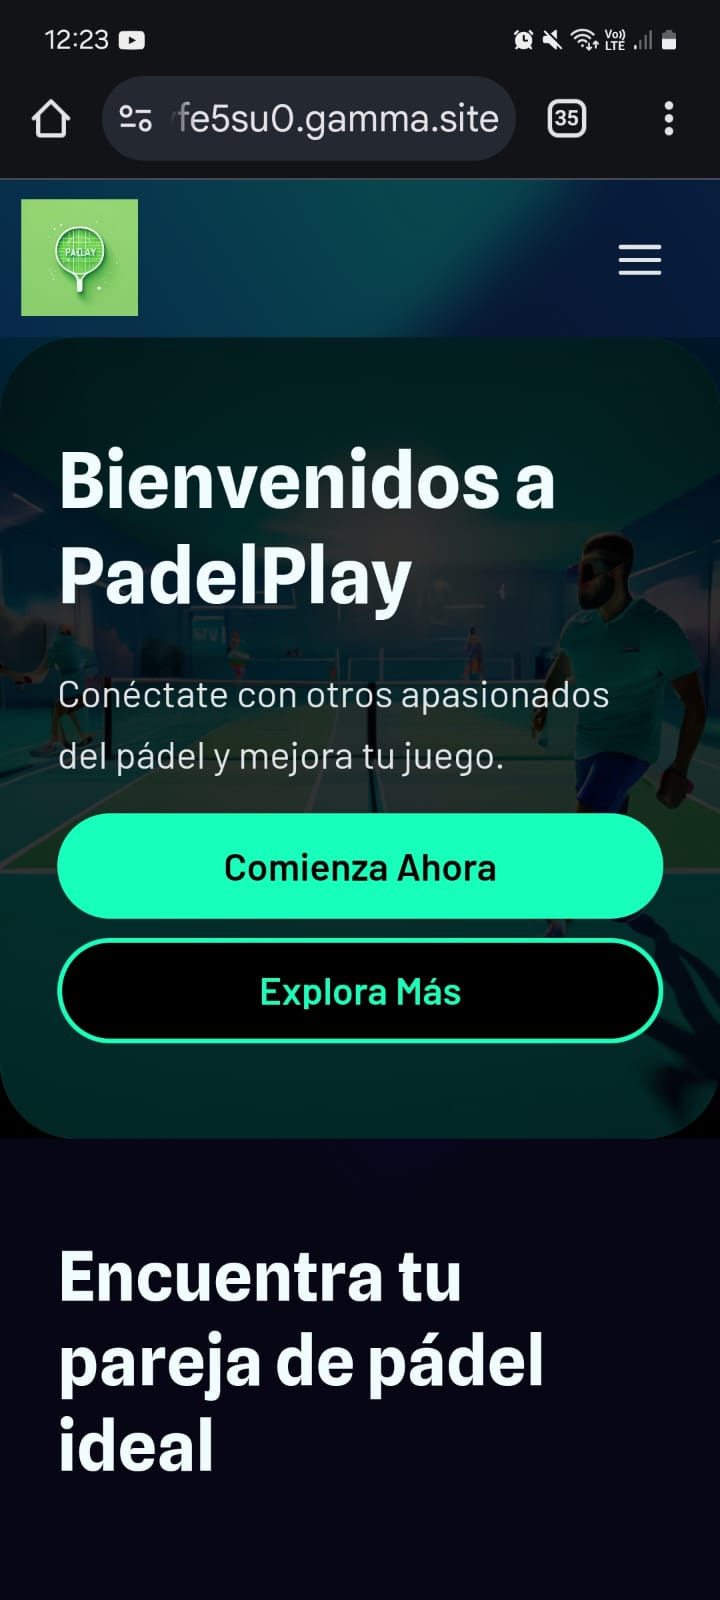 12:23
Vo))
LTE
fe5su0.gamma.site
35
Bienvenidos a
PadelPlay
Conéctate con otros apasionados
del pádel y mejora tu juego.
Comienza Ahora
Explora Más
Encuentra tu
pareja de pádel
ideal